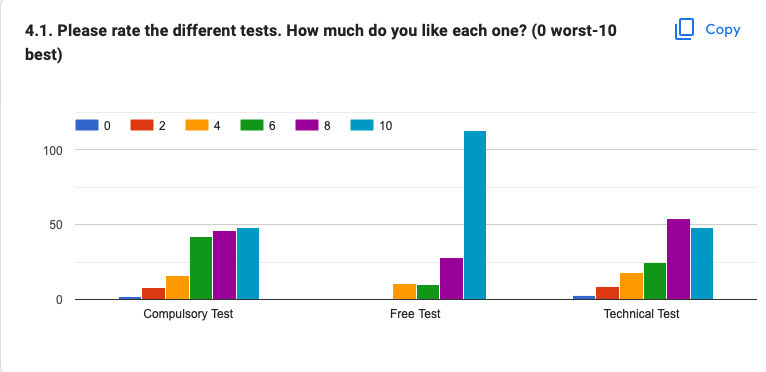 4.1. Please rate the different tests. How much do you like each one? (0 worst-10
best)
Copy
0 2 4 6 8 10
100
50
0
Compulsory Test Free Test Technical Test